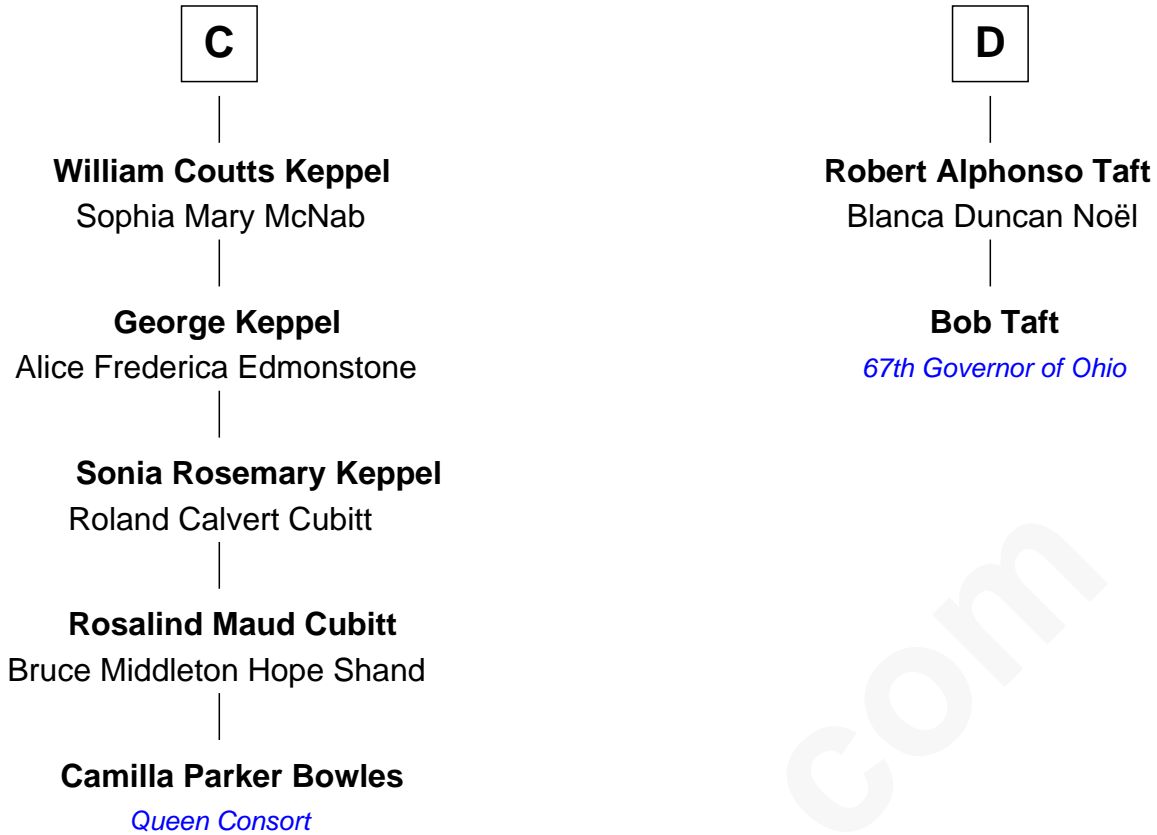 C
William Coutts Keppel
Sophia Mary McNab
George Keppel
Alice Frederica Edmonstone
Sonia Rosemary Keppel
Roland Calvert Cubitt
Rosalind Maud Cubitt
Bruce Middleton Hope Shand
Camilla Parker Bowles
Queen Consort
D
Robert Alphonso Taft
Blanca Duncan Noël
Bob Taft
67th Governor of Ohio
com